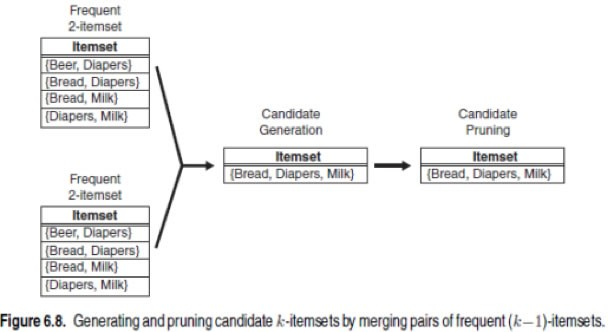 Frequent
2-itemset
Itemset
{Beer, Diapers}
{Bread, Diapers}
{Bread, Milk}
{Diapers, Milk}
Frequent
2-itemset
Itemset
{Beer, Diapers}
{Bread, Diapers}
{Bread, Milk}
{Diapers, Milk}
Candidate
Generation
Itemset
{Bread, Diapers, Milk}
Candidate
Pruning
Itemset
{Bread, Diapers, Milk}
Figure 6.8. Generating and pruning candidate k-itemsets by merging pairs of frequent (k−1)-itemsets.